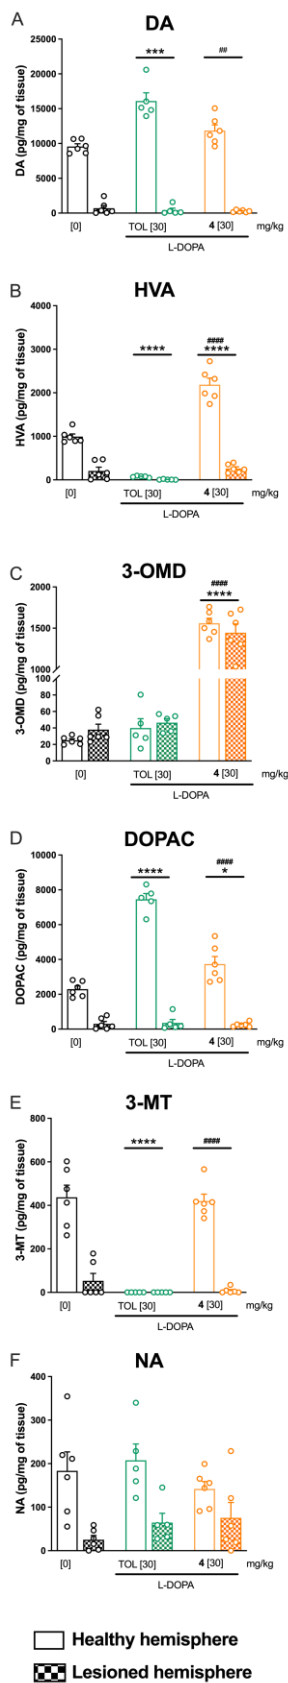 A
DA
DA (pg/mg of tissue)
25000
20000
15000
10000
5000
0
***
##
[0]
TOL [30]
4 [30]
mg/kg
L-DOPA
B
HVA
HVA (pg/mg of tissue)
4000
3000
2000
1000
0
####
****
****
[0]
TOL [30]
4 [30]
mg/kg
L-DOPA
C
3-OMD
3-OMD (pg/mg of tissue)
2000
1500
1000
100
80
60
40
20
0
####
****
[0]
TOL [30]
4 [30]
mg/kg
L-DOPA
D
DOPAC
DOPAC (pg/mg of tissue)
10000
8000
6000
4000
2000
0
****
####
*
[0]
TOL [30]
4 [30]
mg/kg
L-DOPA
E
3-MT
3-MT (pg/mg of tissue)
800
600
400
200
0
****
####
[0]
TOL [30]
4 [30]
mg/kg
L-DOPA
F
NA
NA (pg/mg of tissue)
400
300
200
100
0
[0]
TOL [30]
4 [30]
mg/kg
L-DOPA
Healthy hemisphere
Lesioned hemisphere